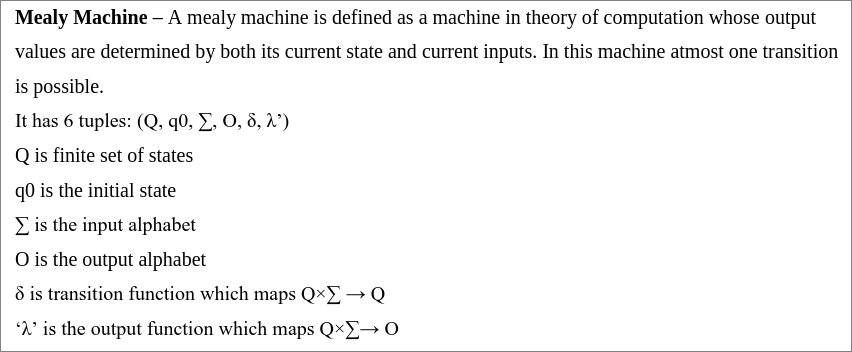 Mealy Machine – A mealy machine is defined as a machine in theory of computation whose output
values are determined by both its current state and current inputs. In this machine atmost one transition
is possible.
It has 6 tuples: (Q, q0, ∑, O, δ, λ’)
Q is finite set of states
q0 is the initial state
∑ is the input alphabet
O is the output alphabet
δ is transition function which maps Q×∑ → Q
‘λ’ is the output function which maps Q×∑→ O